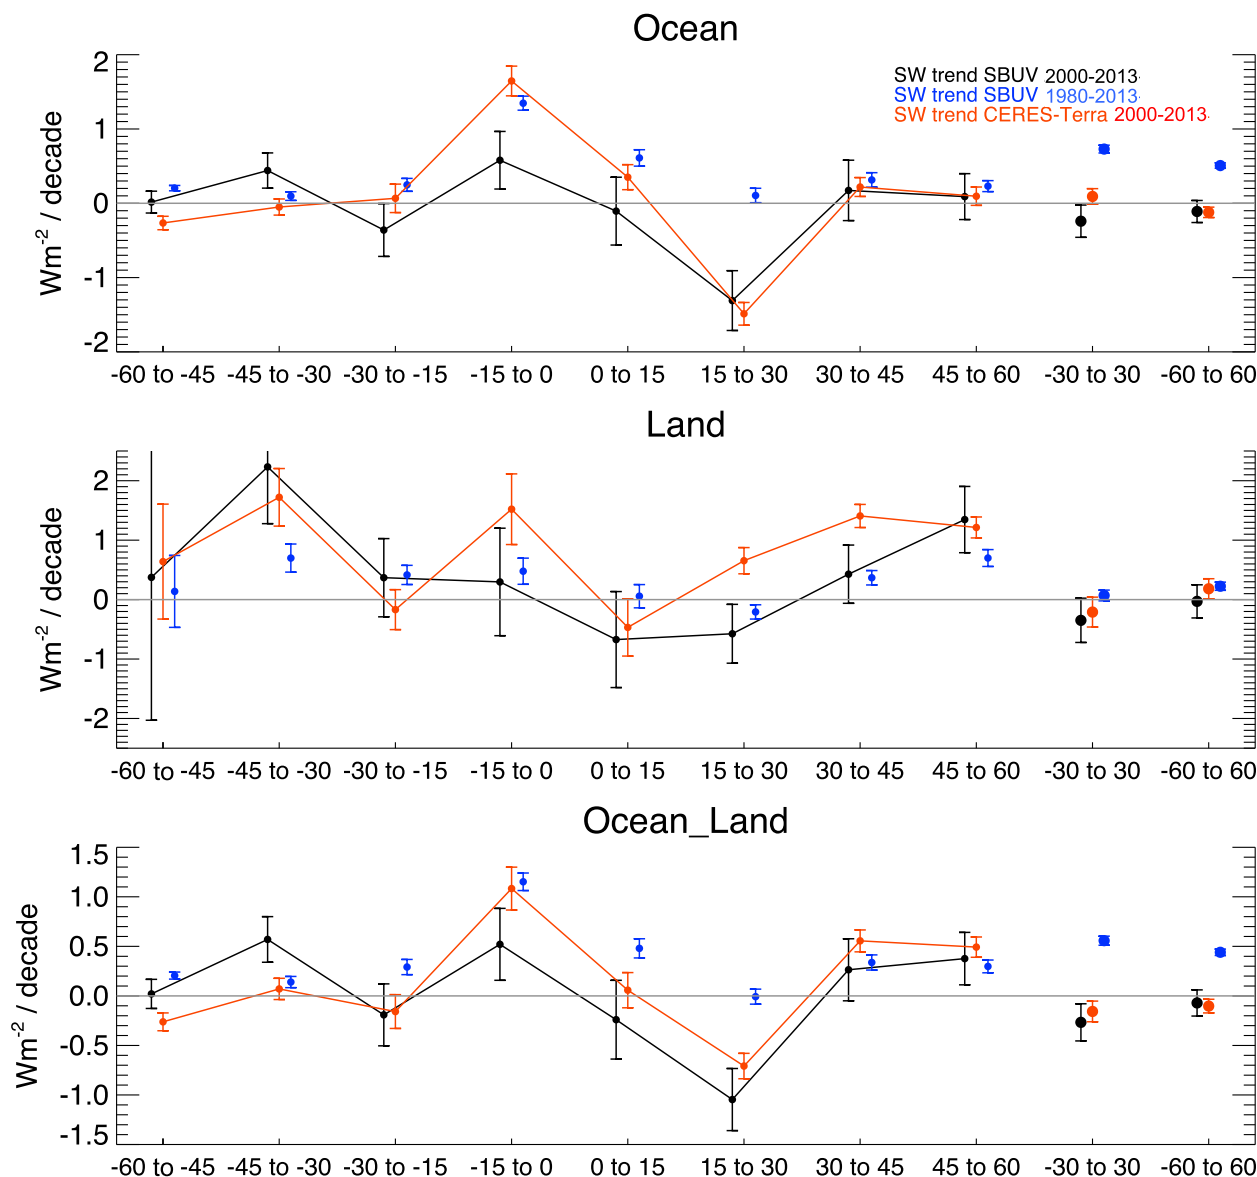 Ocean
SW trend SBUV 2000-2013
SW trend SBUV 1980-2013
SW trend CERES-Terra 2000-2013
2
1
0
-1
-2
Wm-2 / decade
-60 to -45 -45 to -30 -30 to -15 -15 to 0 0 to 15 15 to 30 30 to 45 45 to 60 -30 to 30 -60 to 60
Land
2
1
0
-1
-2
Wm-2 / decade
-60 to -45 -45 to -30 -30 to -15 -15 to 0 0 to 15 15 to 30 30 to 45 45 to 60 -30 to 30 -60 to 60
Ocean_Land
1.5
1.0
0.5
0.0
-0.5
-1.0
-1.5
Wm-2 / decade
-60 to -45 -45 to -30 -30 to -15 -15 to 0 0 to 15 15 to 30 30 to 45 45 to 60 -30 to 30 -60 to 60